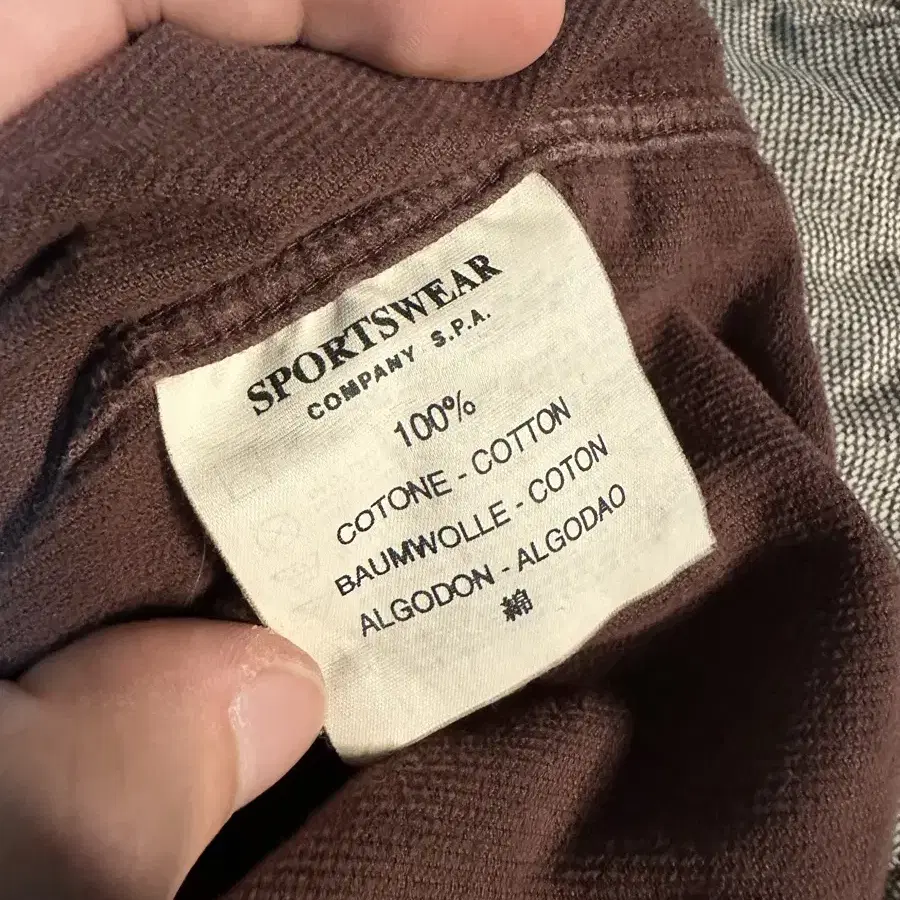 SPORTSWEAR
COMPANY S.P.A.
100%
COTONE - COTTON
BAUMWOLLE - COTON
ALGODON - ALGODAO
綿